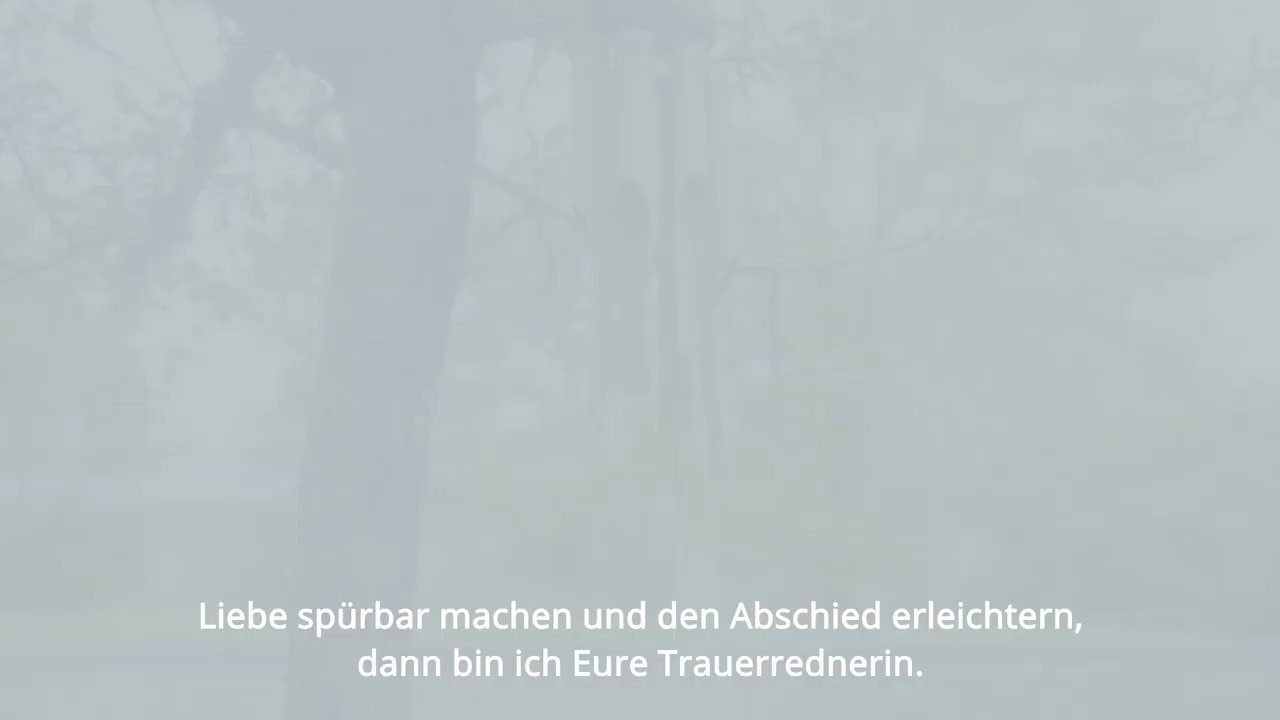 Liebe spürbar machen und den Abschied erleichtern,
dann bin ich Eure Trauerrednerin.